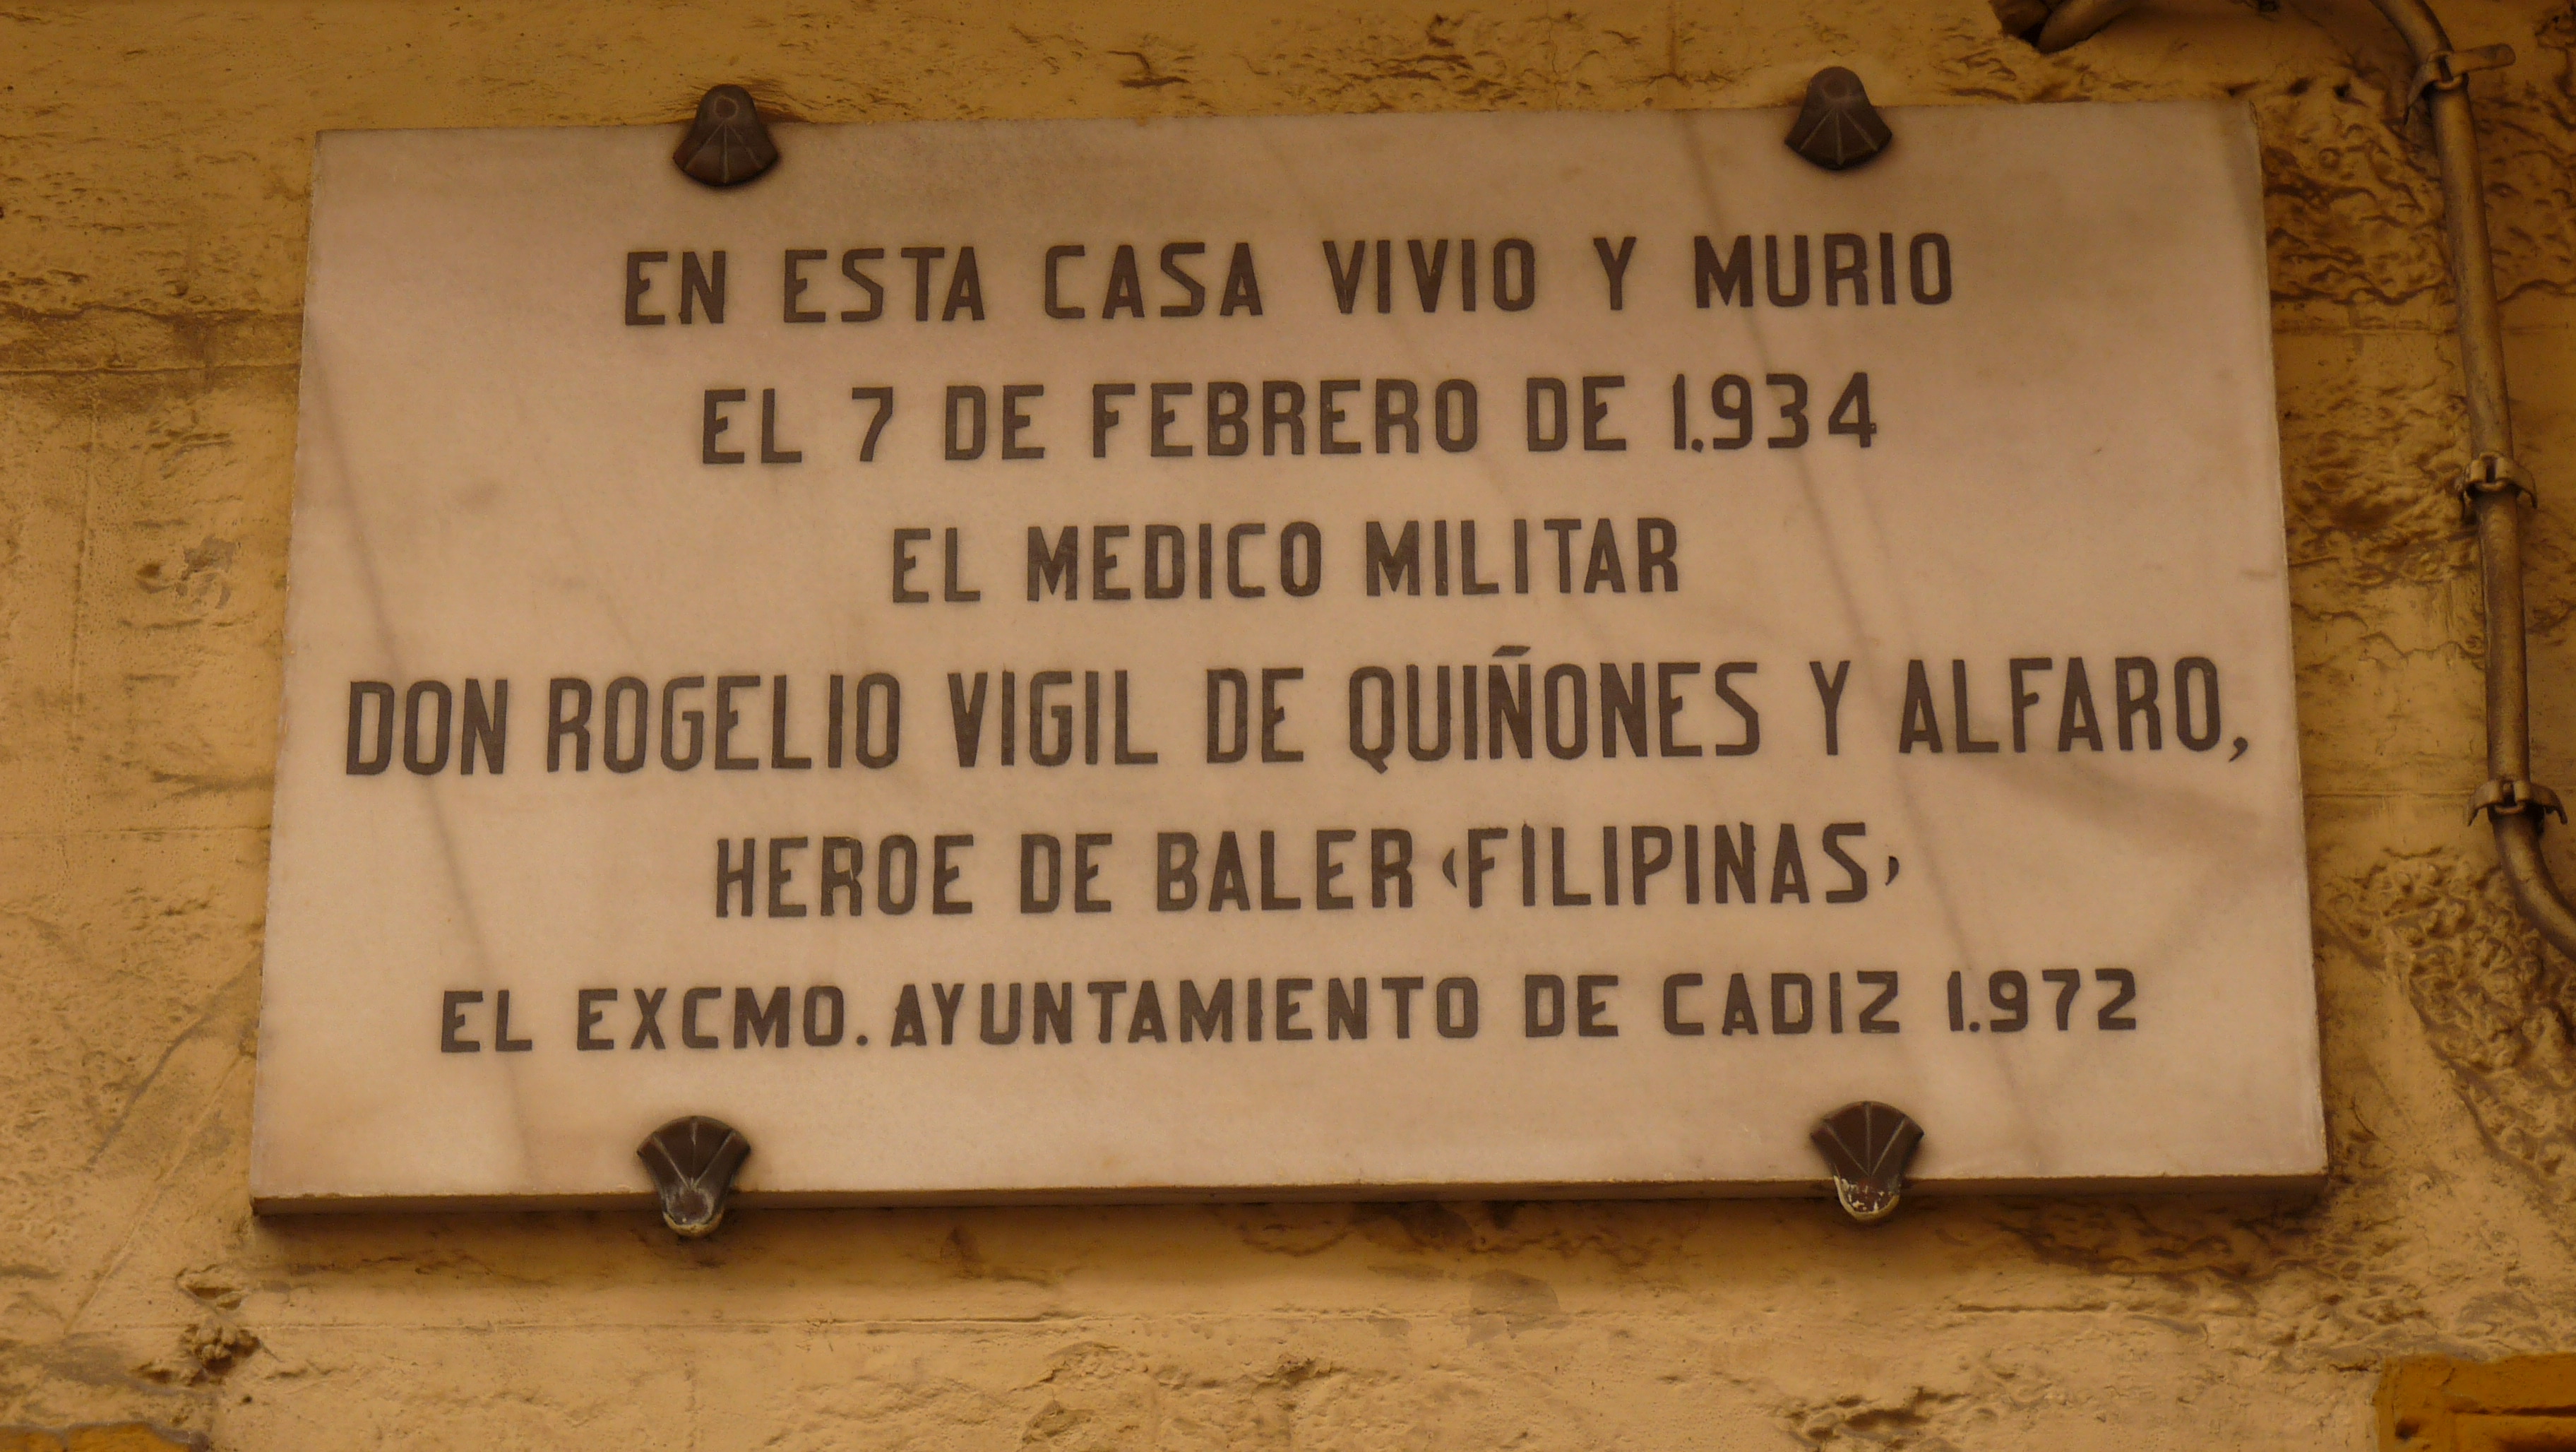 EN ESTA CASA VIVIO Y MURIO
EL 7 DE FEBRERO DE 1.934
EL MEDICO MILITAR
DON ROGELIO VIGIL DE QUIÑONES Y ALFARO,
HEROE DE BALER (FILIPINAS)
EL EXCMO. AYUNTAMIENTO DE CADIZ 1.972